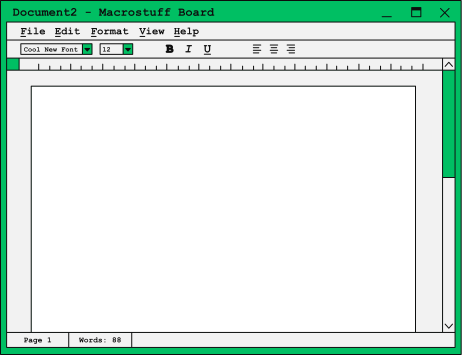 Document2 - Macrostuff Board
File Edit Format View Help
Cool New Font 12 B I U
Page 1 Words: 88